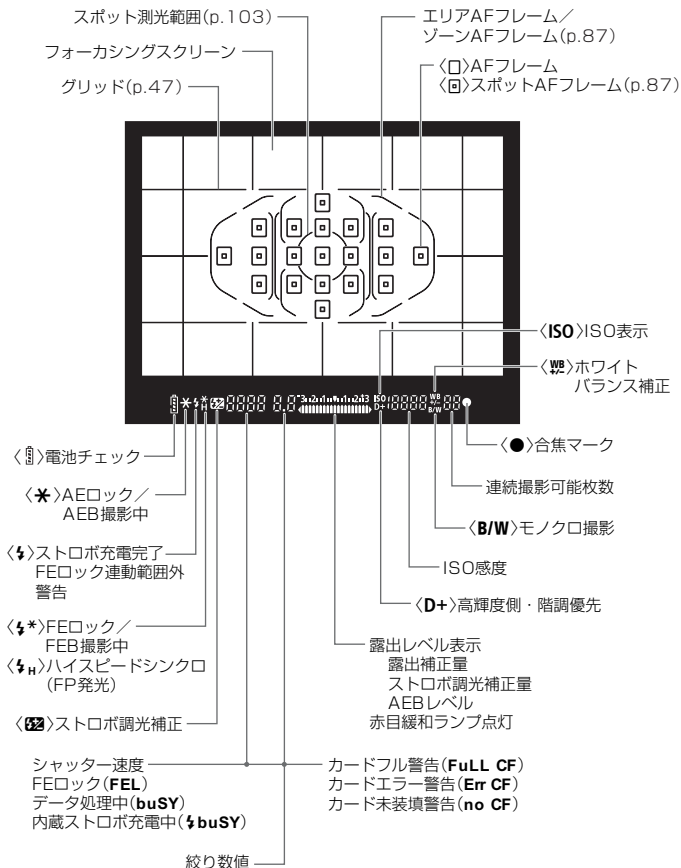 スポット測光範囲(p.103)
エリアAFフレーム／
ゾーンAFフレーム(p.87)
フォーカシングスクリーン
〈□〉AFフレーム
〈⊡〉スポットAFフレーム(p.87)
グリッド(p.47)
〈ISO〉ISO表示
〈WB+/-〉ホワイト
バランス補正
〈●〉合焦マーク
連続撮影可能枚数
〈B/W〉モノクロ撮影
ISO感度
〈D+〉高輝度側・階調優先
露出レベル表示
露出補正量
ストロボ調光補正量
AEBレベル
赤目緩和ランプ点灯
〈電池〉電池チェック
〈✱〉AEロック／
AEB撮影中
〈⚡〉ストロボ充電完了
FEロック連動範囲外
警告
〈⚡*〉FEロック／
FEB撮影中
〈⚡H〉ハイスピードシンクロ
(FP発光)
〈⚡±〉ストロボ調光補正
シャッター速度
FEロック(FEL)
データ処理中(buSY)
内蔵ストロボ充電中(⚡buSY)
カードフル警告(FuLL CF)
カードエラー警告(Err CF)
カード未装填警告(no CF)
絞り数値